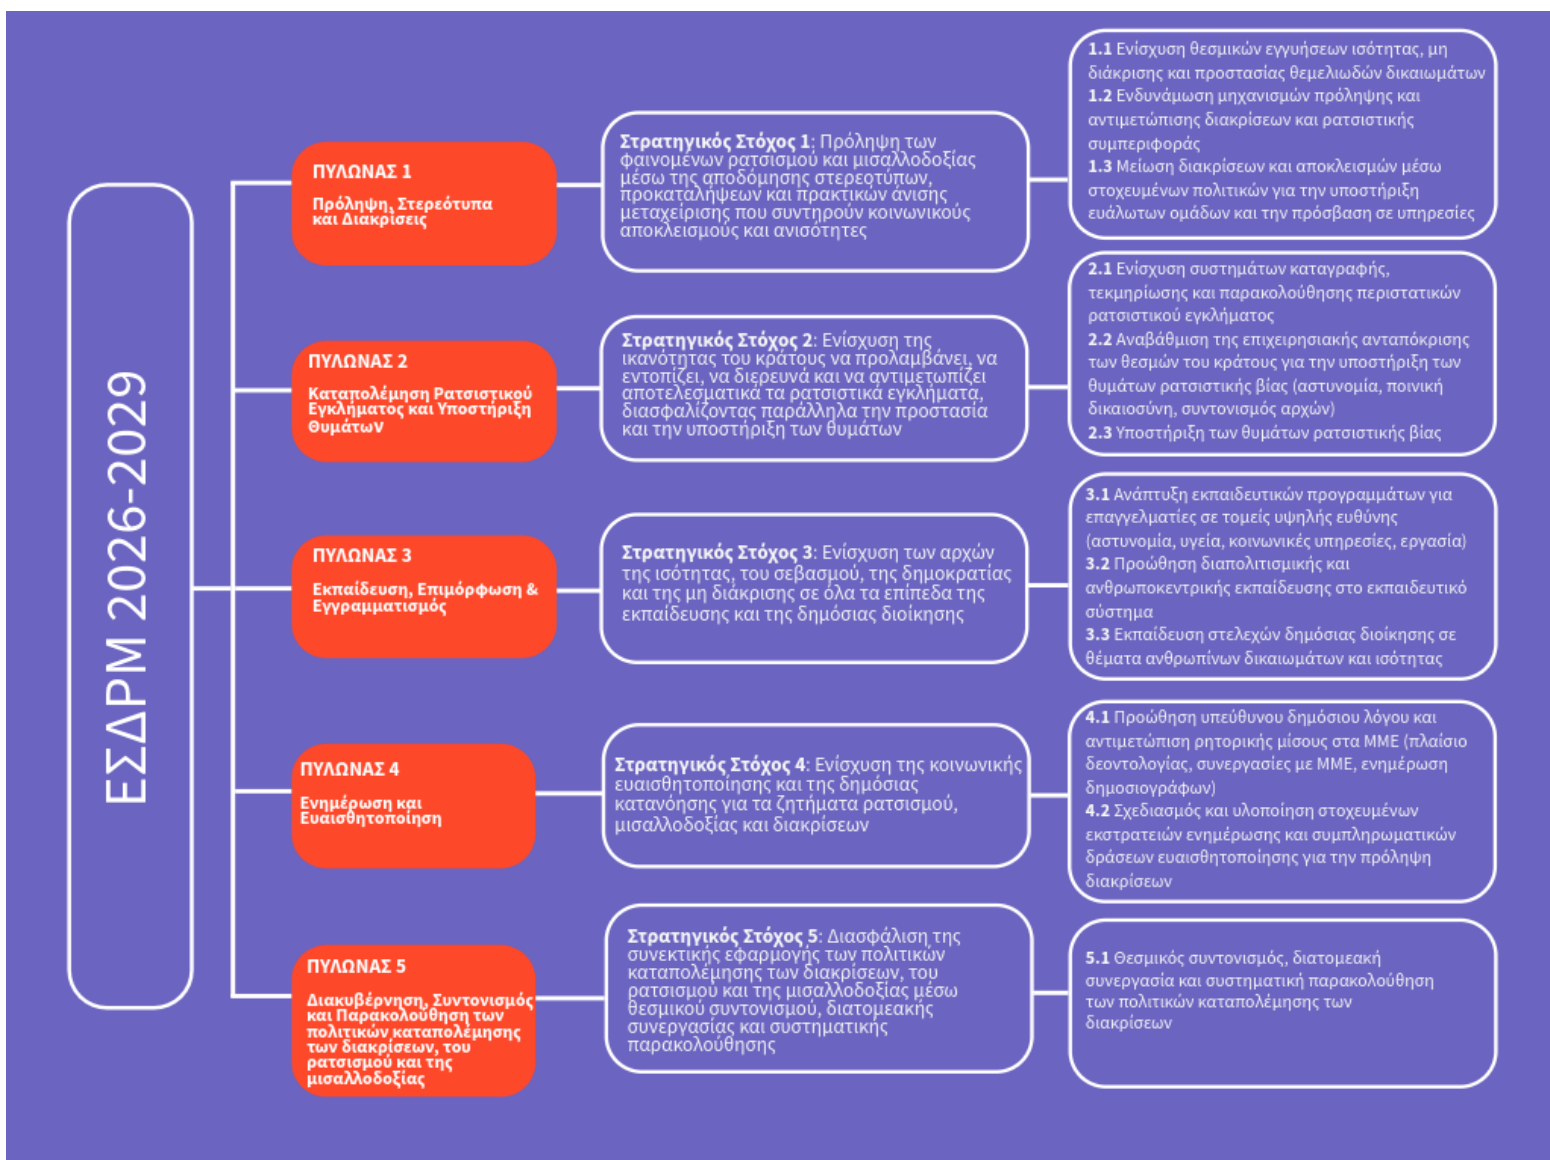 ΕΣΔΡΜ 2026-2029
ΠΥΛΩΝΑΣ 1
Πρόληψη, Στερεότυπα
και Διακρίσεις
Στρατηγικός Στόχος 1: Πρόληψη των
φαινομένων ρατσισμού και μισαλλοδοξίας
μέσω της αποδόμησης στερεοτύπων,
προκαταλήψεων και πρακτικών άνισης
μεταχείρισης που συντηρούν κοινωνικούς
αποκλεισμούς και ανισότητες
1.1 Ενίσχυση θεσμικών εγγυήσεων ισότητας, μη
διάκρισης και προστασίας θεμελιωδών δικαιωμάτων
1.2 Ενδυνάμωση μηχανισμών πρόληψης και
αντιμετώπισης διακρίσεων και ρατσιστικής
συμπεριφοράς
1.3 Μείωση διακρίσεων και αποκλεισμών μέσω
στοχευμένων πολιτικών για την υποστήριξη
ευάλωτων ομάδων και την πρόσβαση σε υπηρεσίες
ΠΥΛΩΝΑΣ 2
Καταπολέμηση Ρατσιστικού
Εγκλήματος και Υποστήριξη
Θυμάτων
Στρατηγικός Στόχος 2: Ενίσχυση της
ικανότητας του κράτους να προλαμβάνει, να
εντοπίζει, να διερευνά και να αντιμετωπίζει
αποτελεσματικά τα ρατσιστικά εγκλήματα,
διασφαλίζοντας παράλληλα την προστασία
και την υποστήριξη των θυμάτων
2.1 Ενίσχυση συστημάτων καταγραφής,
τεκμηρίωσης και παρακολούθησης περιστατικών
ρατσιστικού εγκλήματος
2.2 Αναβάθμιση της επιχειρησιακής ανταπόκρισης
των θεσμών του κράτους για την υποστήριξη των
θυμάτων ρατσιστικής βίας (αστυνομία, ποινική
δικαιοσύνη, συντονισμός αρχών)
2.3 Υποστήριξη των θυμάτων ρατσιστικής βίας
ΠΥΛΩΝΑΣ 3
Εκπαίδευση, Επιμόρφωση &
Εγγραμματισμός
Στρατηγικός Στόχος 3: Ενίσχυση των αρχών
της ισότητας, του σεβασμού, της δημοκρατίας
και της μη διάκρισης σε όλα τα επίπεδα της
εκπαίδευσης και της δημόσιας διοίκησης
3.1 Ανάπτυξη εκπαιδευτικών προγραμμάτων για
επαγγελματίες σε τομείς υψηλής ευθύνης
(αστυνομία, υγεία, κοινωνικές υπηρεσίες, εργασία)
3.2 Προώθηση διαπολιτισμικής και
ανθρωποκεντρικής εκπαίδευσης στο εκπαιδευτικό
σύστημα
3.3 Εκπαίδευση στελεχών δημόσιας διοίκησης σε
θέματα ανθρωπίνων δικαιωμάτων και ισότητας
ΠΥΛΩΝΑΣ 4
Ενημέρωση και
Ευαισθητοποίηση
Στρατηγικός Στόχος 4: Ενίσχυση της κοινωνικής
ευαισθητοποίησης και της δημόσιας
κατανόησης για τα ζητήματα ρατσισμού,
μισαλλοδοξίας και διακρίσεων
4.1 Προώθηση υπεύθυνου δημόσιου λόγου και
αντιμετώπιση ρητορικής μίσους στα ΜΜΕ (πλαίσιο
δεοντολογίας, συνεργασίες με ΜΜΕ, ενημέρωση
δημοσιογράφων)
4.2 Σχεδιασμός και υλοποίηση στοχευμένων
εκστρατειών ενημέρωσης και συμπληρωματικών
δράσεων ευαισθητοποίησης για την πρόληψη
διακρίσεων
ΠΥΛΩΝΑΣ 5
Διακυβέρνηση, Συντονισμός
και Παρακολούθηση των
πολιτικών καταπολέμησης
των διακρίσεων, του
ρατσισμού και της
μισαλλοδοξίας
Στρατηγικός Στόχος 5: Διασφάλιση της
συνεκτικής εφαρμογής των πολιτικών
καταπολέμησης των διακρίσεων, του
ρατσισμού και της μισαλλοδοξίας μέσω
θεσμικού συντονισμού, διατομεακής
συνεργασίας και συστηματικής
παρακολούθησης
5.1 Θεσμικός συντονισμός, διατομεακή
συνεργασία και συστηματική παρακολούθηση
των πολιτικών καταπολέμησης των
διακρίσεων